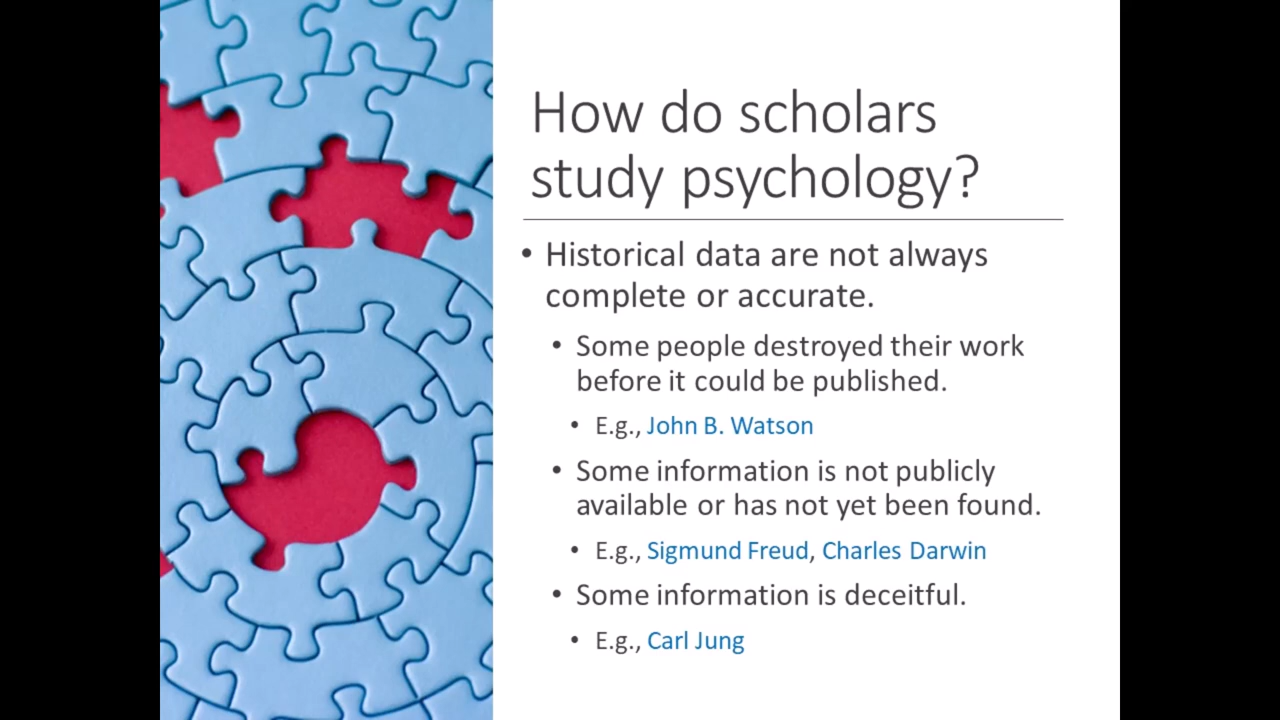 How do scholars
study psychology?
• Historical data are not always
complete or accurate.
• Some people destroyed their work
before it could be published.
• E.g., John B. Watson
• Some information is not publicly
available or has not yet been found.
• E.g., Sigmund Freud, Charles Darwin
• Some information is deceitful.
• E.g., Carl Jung